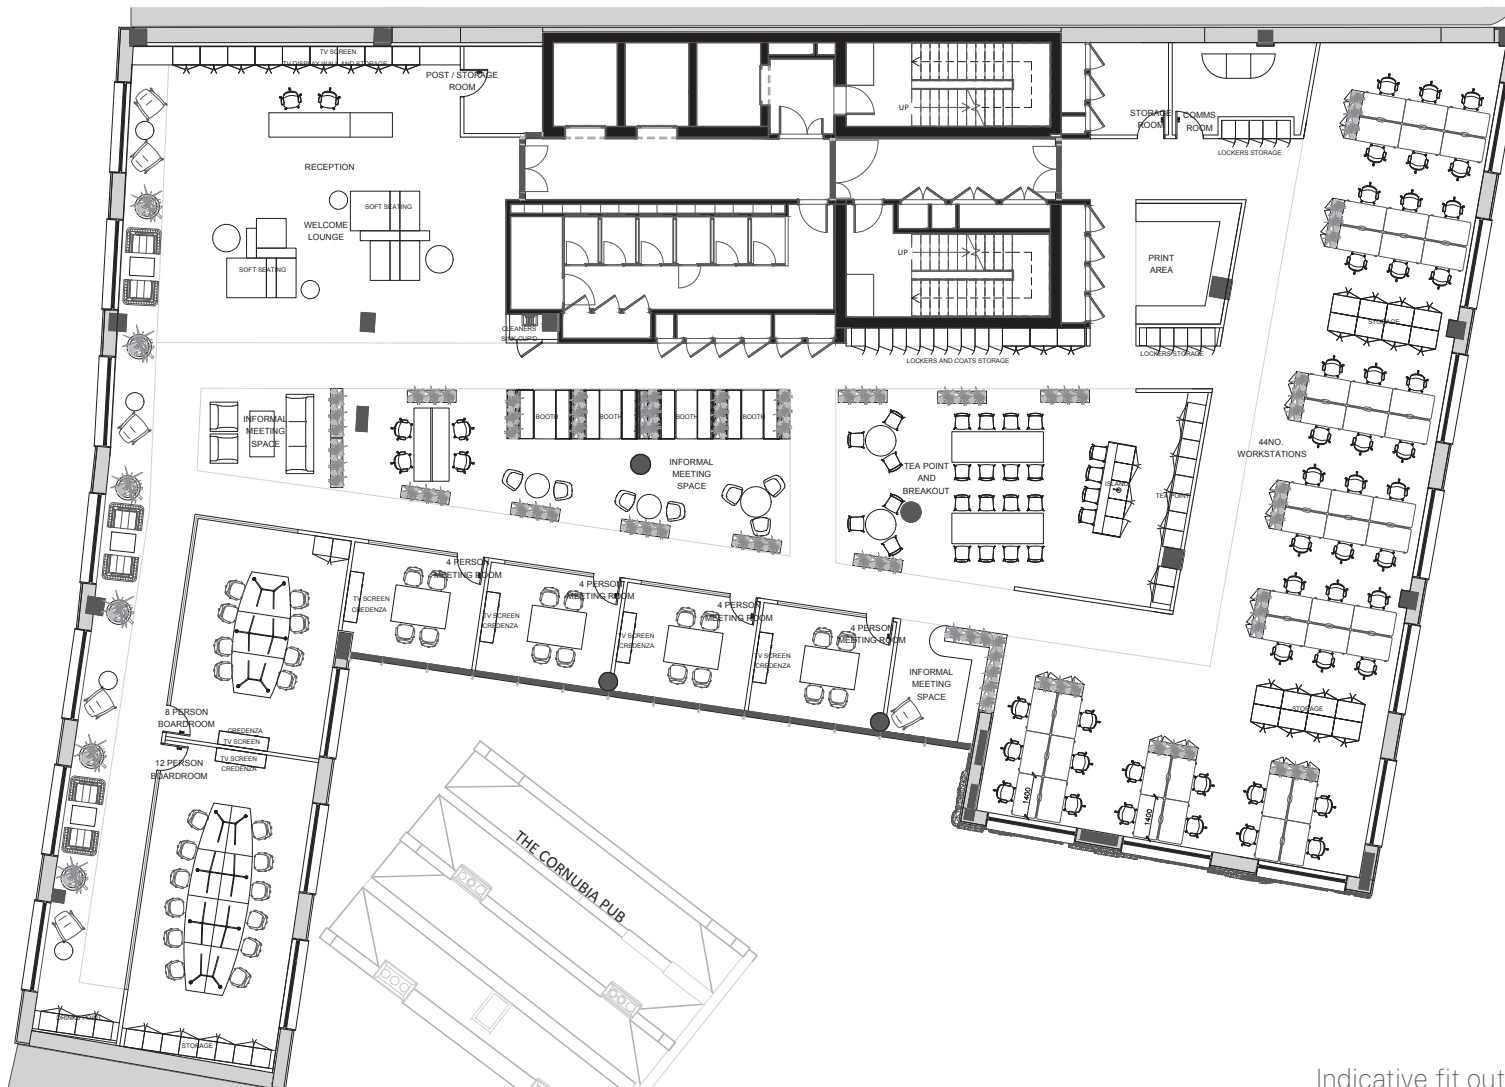 TV SCREEN
TV DISPLAY WALL AND STORAGE
POST / STORAGE
ROOM
RECEPTION
SOFT SEATING
WELCOME
LOUNGE
SOFT SEATING
UP
UP
CLEANERS
SINK CUP'D
LOCKERS AND COATS STORAGE
STORAGE
ROOM
COMMS
ROOM
LOCKERS STORAGE
PRINT
AREA
LOCKERS STORAGE
STORAGE
INFORMAL
MEETING
SPACE
BOOTH
BOOTH
BOOTH
BOOTH
INFORMAL
MEETING
SPACE
TEA POINT
AND
BREAKOUT
ISLAND
TEA POINT
44NO.
WORKSTATIONS
4 PERSON
MEETING ROOM
4 PERSON
MEETING ROOM
4 PERSON
MEETING ROOM
4 PERSON
MEETING ROOM
TV SCREEN
CREDENZA
TV SCREEN
CREDENZA
TV SCREEN
CREDENZA
TV SCREEN
CREDENZA
INFORMAL
MEETING
SPACE
STORAGE
8 PERSON
BOARDROOM
CREDENZA
TV SCREEN
TV SCREEN
CREDENZA
12 PERSON
BOARDROOM
1400
1400
THE CORNUBIA PUB
STORAGE
Indicative fit out